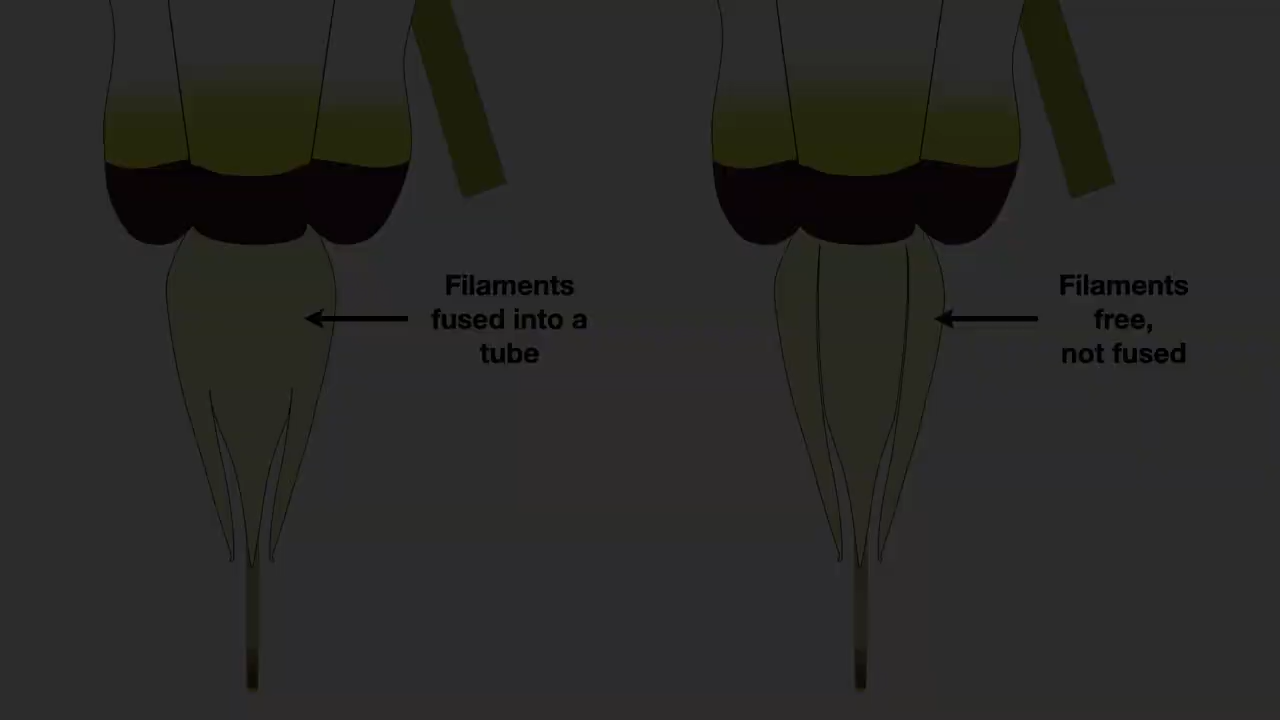 Filaments
fused into a
tube
Filaments
free,
not fused